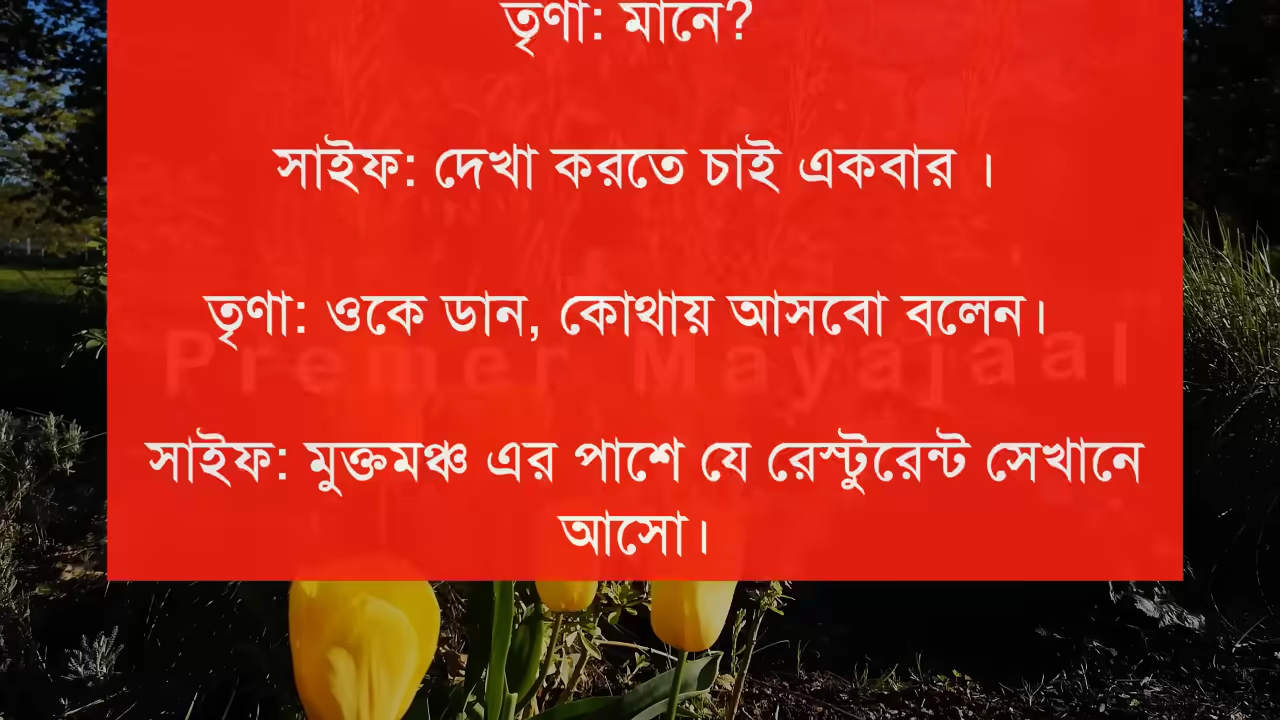 তৃণা: মানে?
সাইফ: দেখা করতে চাই একবার ।
তৃণা: ওকে ডান, কোথায় আসবো বলেন।
Premer Mayajaal
সাইফ: মুক্তমঞ্চ এর পাশে যে রেস্টুরেন্ট সেখানে
আসো।